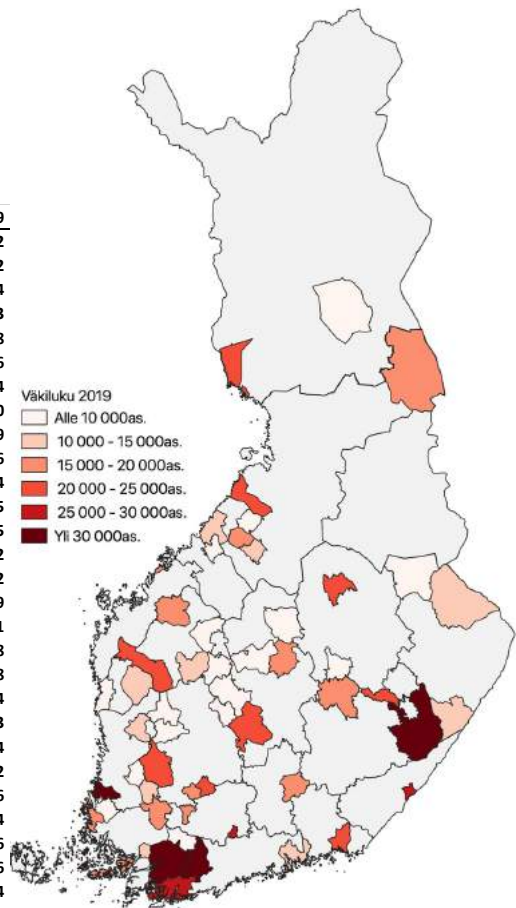 Väkiluku 2019
Alle 10 000as.
10 000 - 15 000as.
15 000 - 20 000as.
20 000 - 25 000as.
25 000 - 30 000as.
Yli 30 000as.